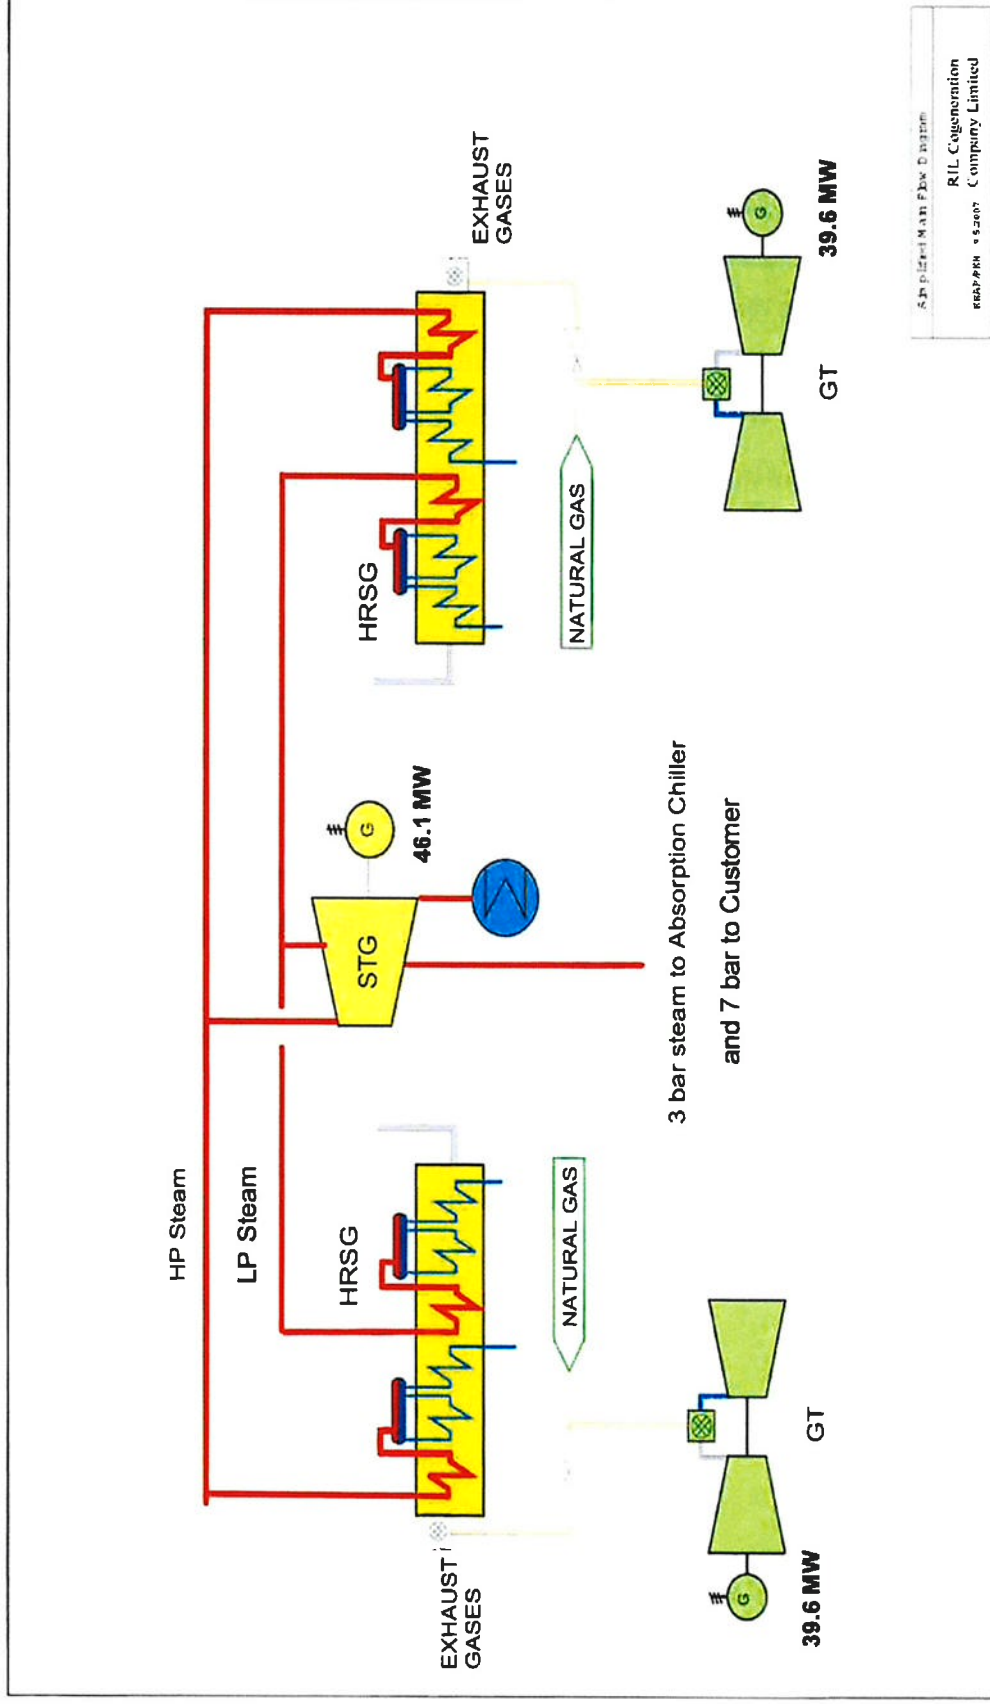 HP Steam
LP Steam
HRSG
HRSG
EXHAUST
GASES
EXHAUST
GASES
STG
G
46.1 MW
NATURAL GAS
NATURAL GAS
3 bar steam to Absorption Chiller
and 7 bar to Customer
G
39.6 MW
GT
GT
G
39.6 MW
Flow Diagram
RIL Cogeneration
Company Limited